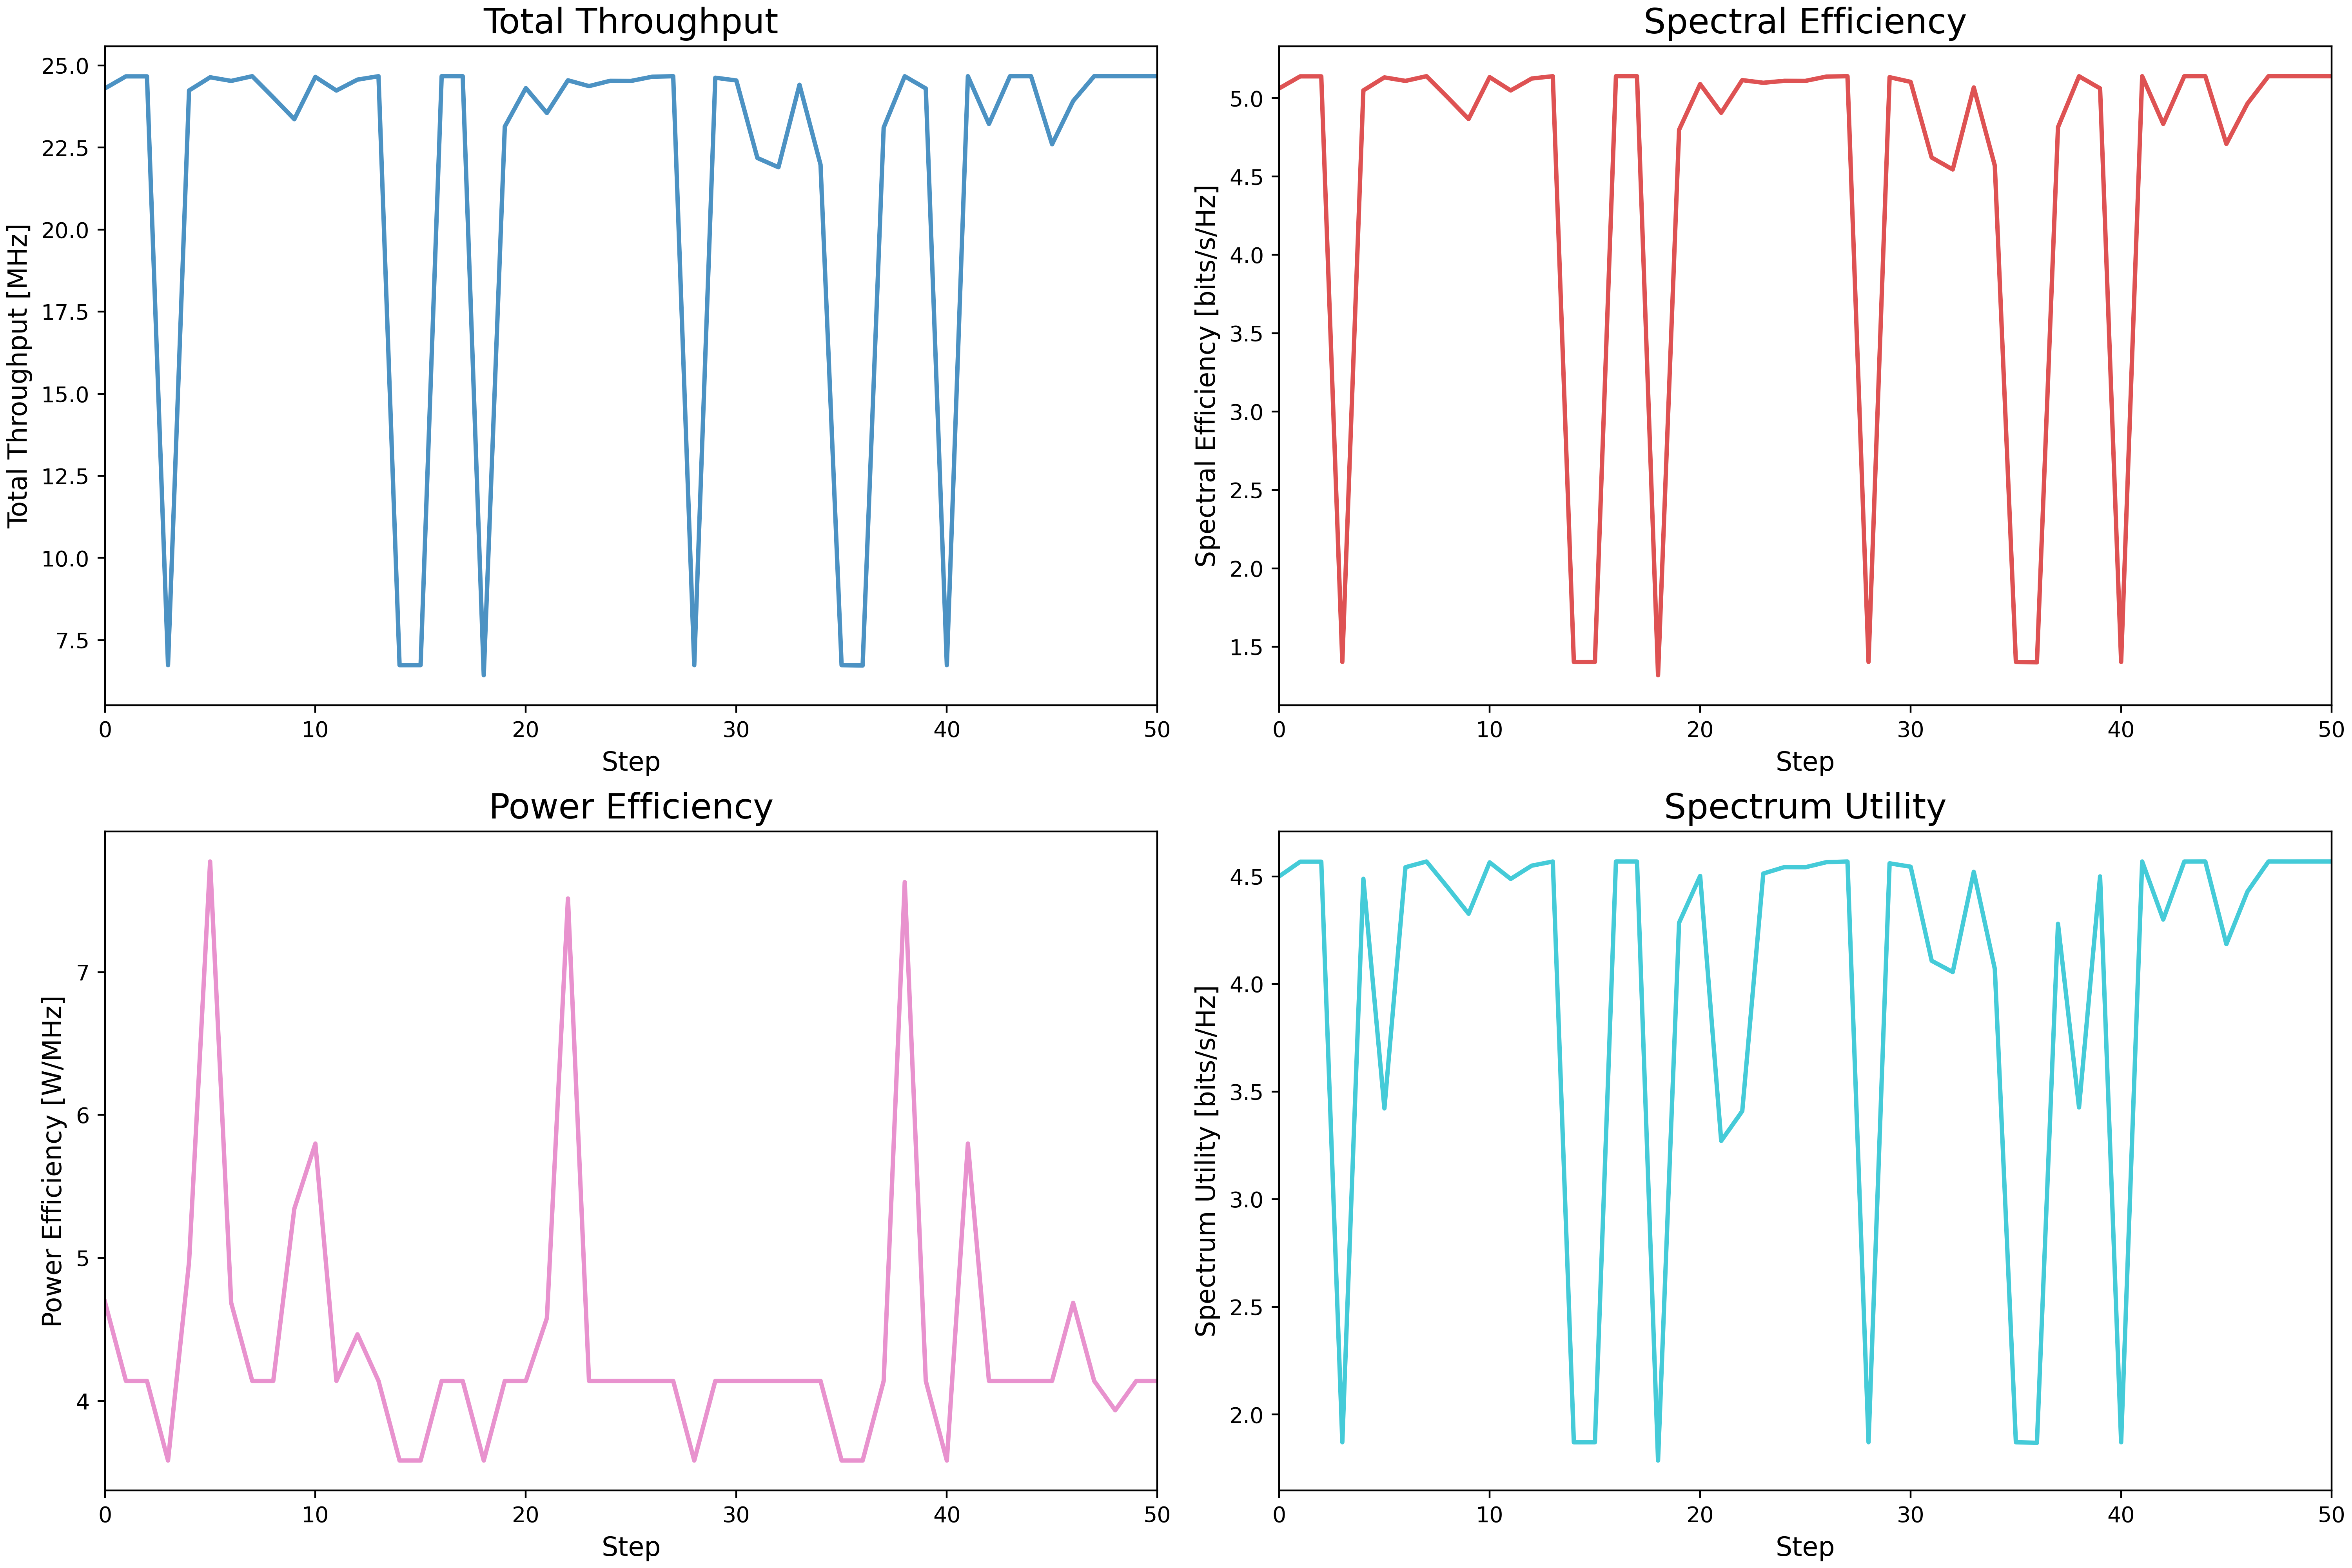 Total Throughput
Total Throughput [MHz]
25.0
22.5
20.0
17.5
15.0
12.5
10.0
7.5
0 10 20 30 40 50
Step
Spectral Efficiency
Spectral Efficiency [bits/s/Hz]
5.0
4.5
4.0
3.5
3.0
2.5
2.0
1.5
0 10 20 30 40 50
Step
Power Efficiency
Power Efficiency [W/MHz]
7
6
5
4
0 10 20 30 40 50
Step
Spectrum Utility
Spectrum Utility [bits/s/Hz]
4.5
4.0
3.5
3.0
2.5
2.0
0 10 20 30 40 50
Step